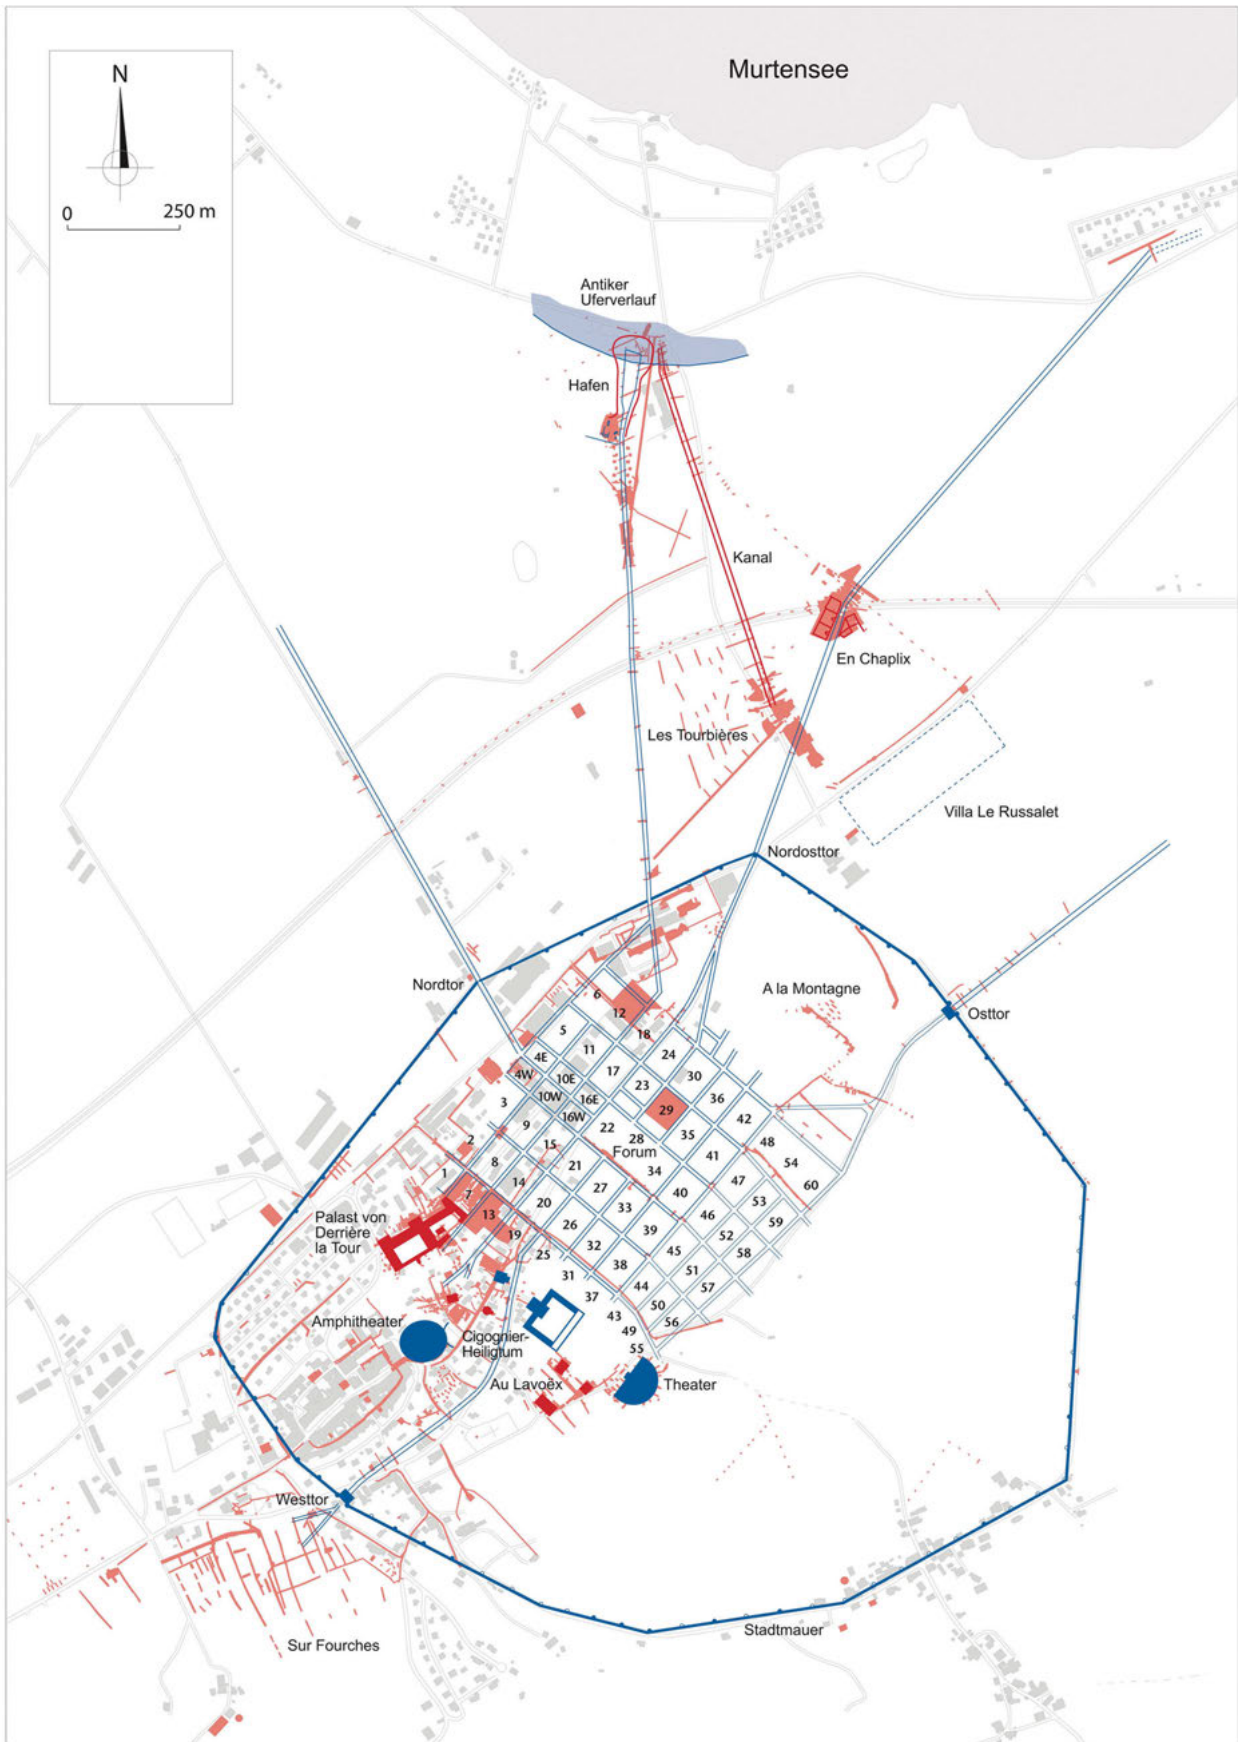 Murtensee
N
0 250 m
Antiker
Uferverlauf
Hafen
Kanal
En Chaplix
Les Tourbières
Villa Le Russalet
Nordosttor
Nordtor
A la Montagne
Osttor
6
12
18
5
11
24
4E
17
30
4W
10E
23
36
10W
16E
29
42
3
16W
22
9
28
35
48
2
15
Forum
41
54
1
8
21
34
47
60
7
14
27
40
53
13
20
33
46
59
19
26
39
52
25
32
45
58
31
38
51
57
37
44
50
43
56
49
55
Palast von
Derrière
la Tour
Amphitheater
Cigognier-
Heiligtum
Au Lavoëx
Theater
Westtor
Stadtmauer
Sur Fourches